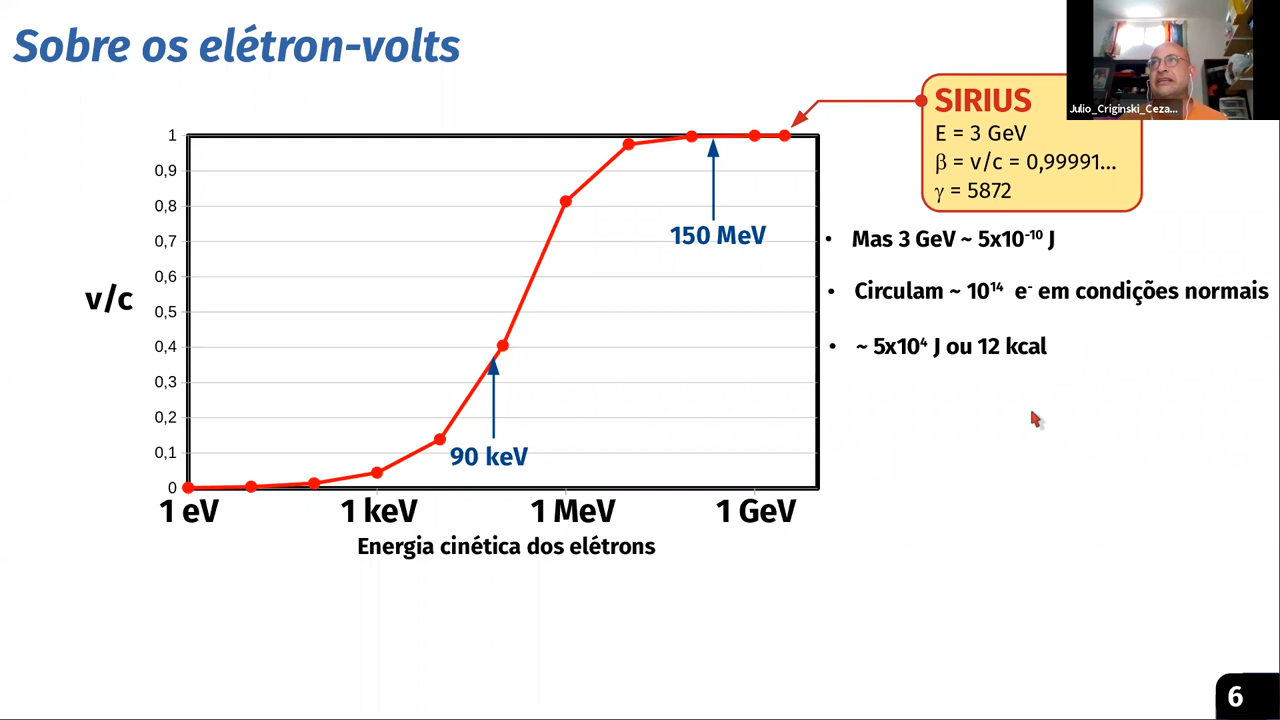 Sobre os elétron-volts
Julio_Criginski_Ceza...
SIRIUS
E = 3 GeV
β = v/c = 0,99991...
γ = 5872
1
0,9
0,8
0,7
0,6
0,5
0,4
0,3
0,2
0,1
0
v/c
150 MeV
90 keV
1 eV
1 keV
1 MeV
1 GeV
Energia cinética dos elétrons
• Mas 3 GeV ~ 5x10⁻¹⁰ J
• Circulam ~ 10¹⁴ e⁻ em condições normais
• ~ 5x10⁴ J ou 12 kcal
6